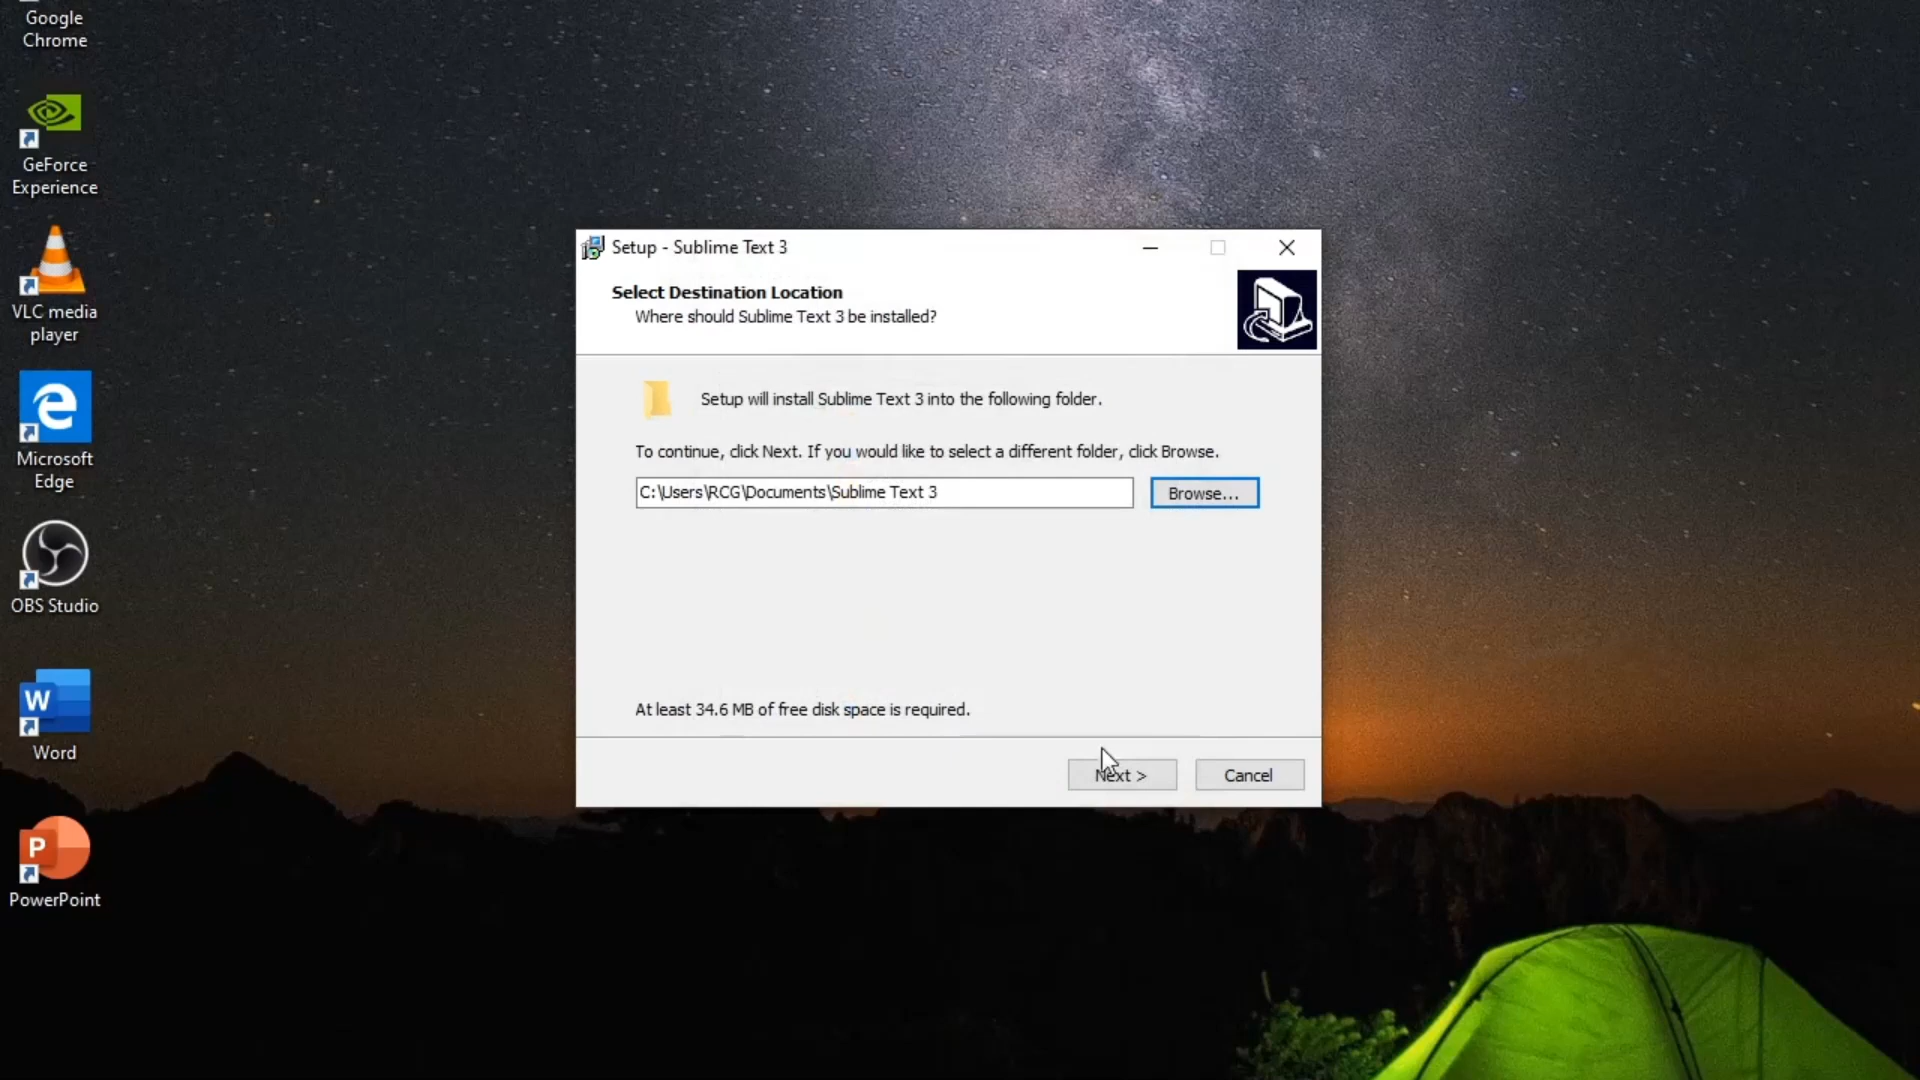 Google
Chrome
GeForce
Experience
VLC media
player
Microsoft
Edge
OBS Studio
W
Word
P
PowerPoint
Setup - Sublime Text 3
Select Destination Location
Where should Sublime Text 3 be installed?
Setup will install Sublime Text 3 into the following folder.
To continue, click Next. If you would like to select a different folder, click Browse.
C:\Users\RCG\Documents\Sublime Text 3
Browse...
At least 34.6 MB of free disk space is required.
Next >
Cancel